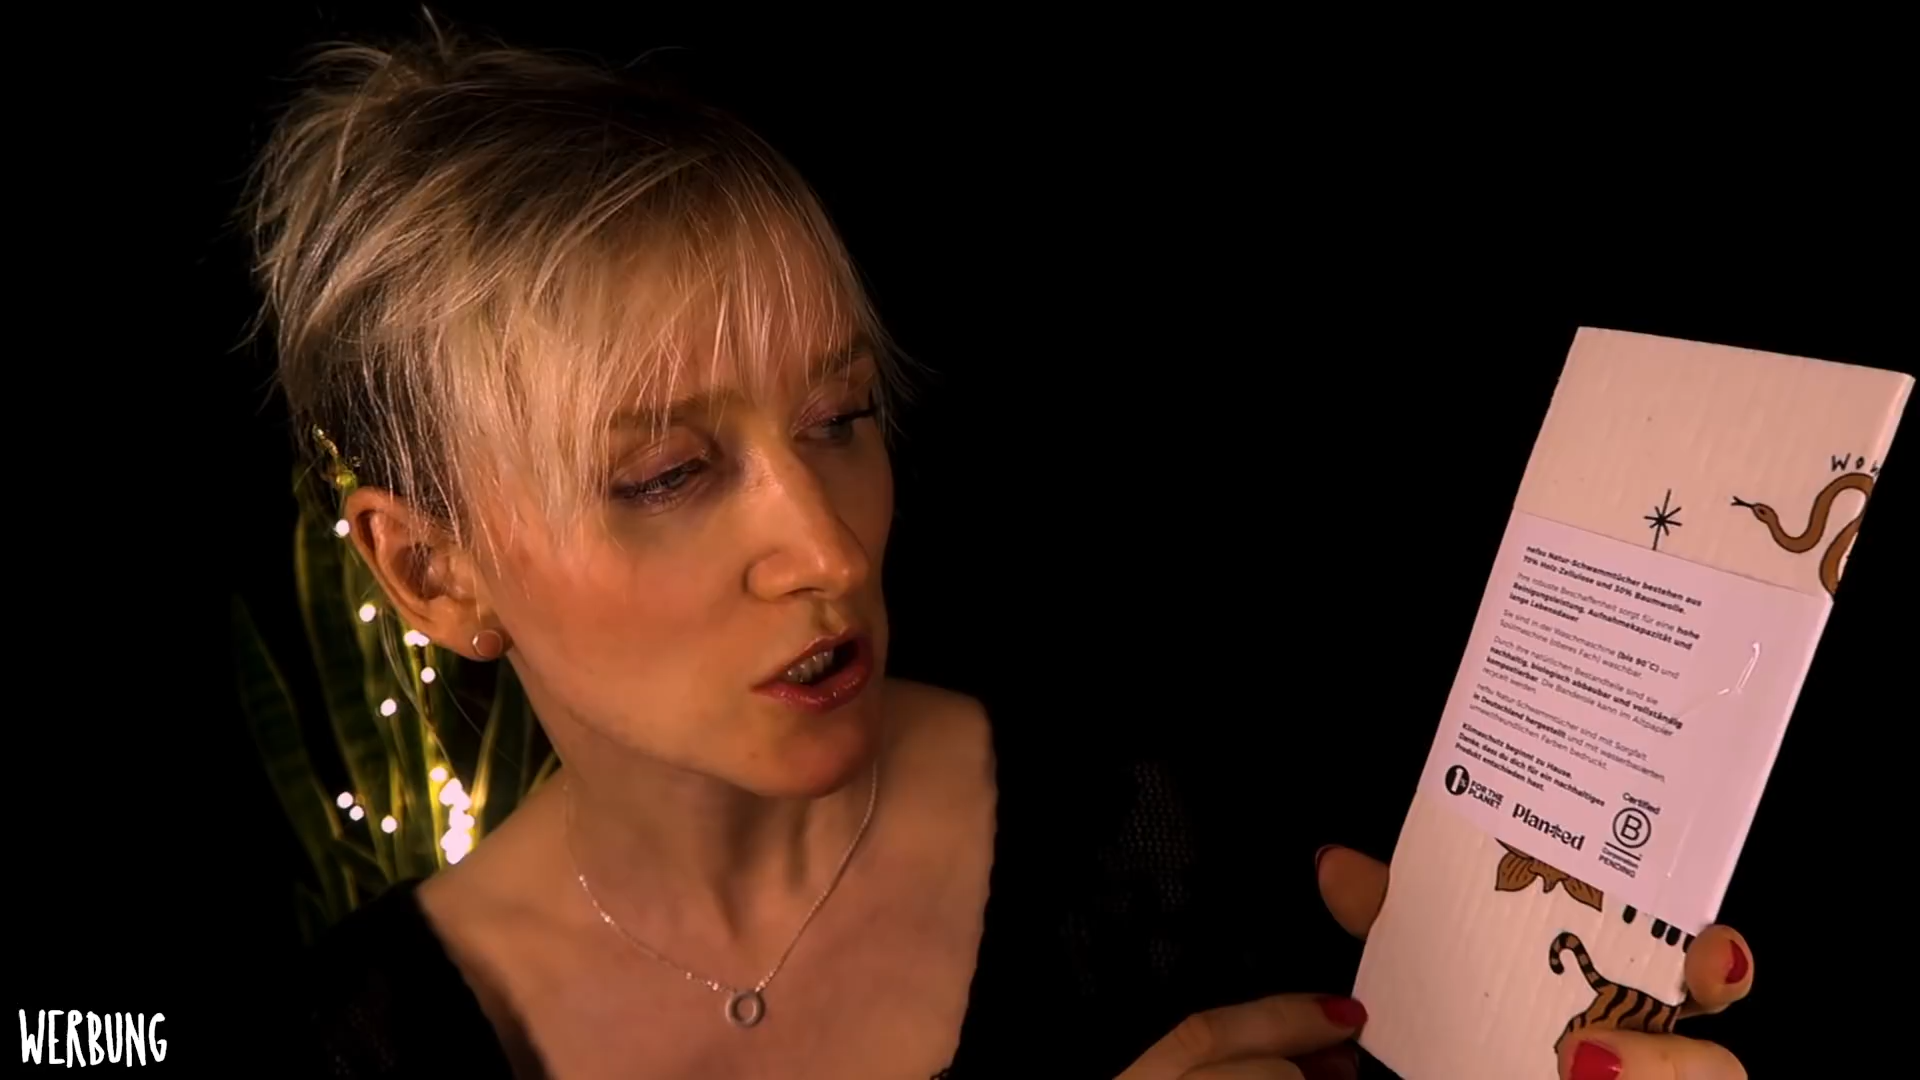 WOW
nefsu Natur-Schwammtücher bestehen aus
70% Holz-Zellulose und 30% Baumwolle.
Ihre robuste Beschaffenheit sorgt für eine hohe
Reinigungsleistung, Aufnahmekapazität und
lange Lebensdauer
Sie sind in der Waschmaschine (bis 90°C) und
Spülmaschine (oberes Fach) waschbar.
Durch ihre natürlichen Bestandteile sind sie
nachhaltig, biologisch abbaubar und vollständig
kompostierbar. Die Banderole kann im Altpapier
recycelt werden.
nefsu Natur-Schwammtücher sind mit Sorgfalt
in Deutschland hergestellt und mit wasserbasierten,
umweltfreundlichen Farben bedruckt.
Klimaschutz beginnt zu Hause.
Danke, dass du dich für ein nachhaltiges
Produkt entschieden hast.
1%
FOR THE
PLANET
planted
Certified
B
Corporation
PENDING
WERBUNG